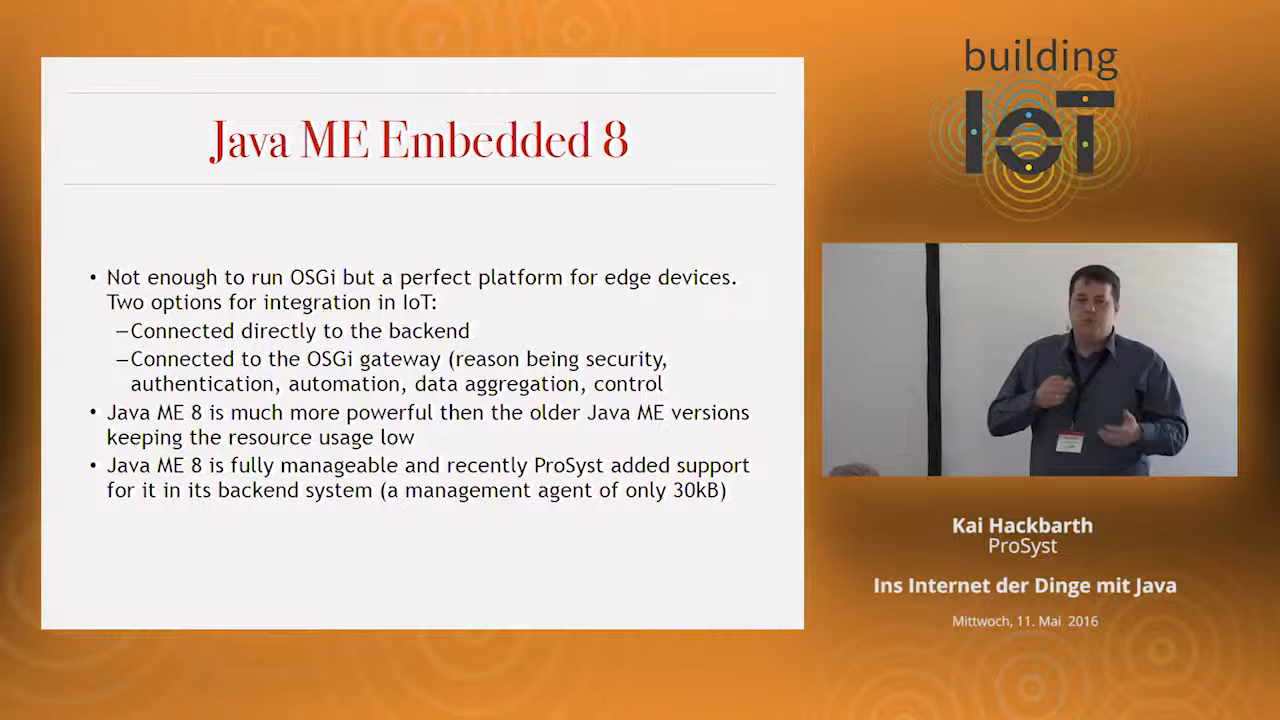 building
IoT
Java ME Embedded 8
• Not enough to run OSGi but a perfect platform for edge devices.
Two options for integration in IoT:
–Connected directly to the backend
–Connected to the OSGi gateway (reason being security,
authentication, automation, data aggregation, control
• Java ME 8 is much more powerful then the older Java ME versions
keeping the resource usage low
• Java ME 8 is fully manageable and recently ProSyst added support
for it in its backend system (a management agent of only 30kB)
Kai Hackbarth
ProSyst
Ins Internet der Dinge mit Java
Mittwoch, 11. Mai 2016